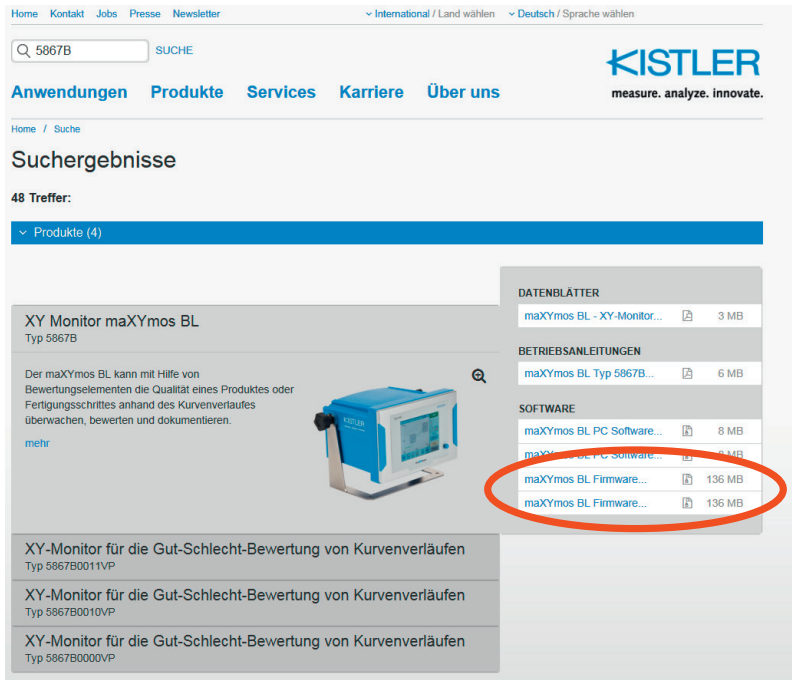 Home Kontakt Jobs Presse Newsletter
International / Land wählen Deutsch / Sprache wählen
5867B SUCHE
KISTLER
measure. analyze. innovate.
Anwendungen Produkte Services Karriere Über uns
Home / Suche
Suchergebnisse
48 Treffer:
Produkte (4)
XY Monitor maXYmos BL
Typ 5867B
Der maXYmos BL kann mit Hilfe von
Bewertungselementen die Qualität eines Produktes oder
Fertigungsschrittes anhand des Kurvenverlaufes
überwachen, bewerten und dokumentieren.
mehr
KISTLER
XY-Monitor für die Gut-Schlecht-Bewertung von Kurvenverläufen
Typ 5867B0011VP
XY-Monitor für die Gut-Schlecht-Bewertung von Kurvenverläufen
Typ 5867B0010VP
XY-Monitor für die Gut-Schlecht-Bewertung von Kurvenverläufen
Typ 5867B0000VP
DATENBLÄTTER
maXYmos BL - XY-Monitor... 3 MB
BETRIEBSANLEITUNGEN
maXYmos BL Typ 5867B... 6 MB
SOFTWARE
maXYmos BL PC Software... 8 MB
maXYmos BL PC Software... MB
maXYmos BL Firmware... 136 MB
maXYmos BL Firmware... 136 MB